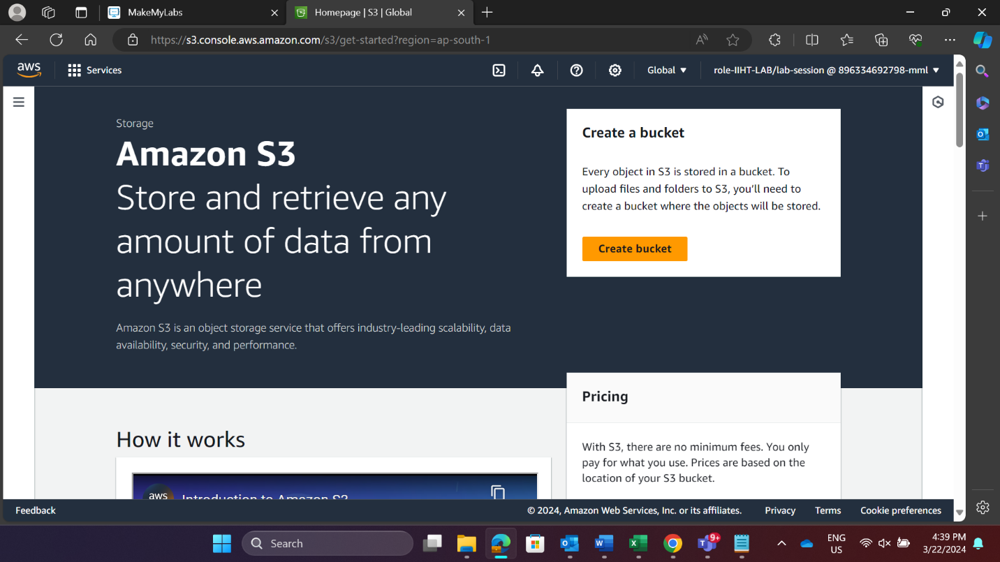 MakeMyLabs
Homepage | S3 | Global
https://s3.console.aws.amazon.com/s3/get-started?region=ap-south-1
aws
Services
Global
role-IIHT-LAB/lab-session @ 896334692798-mml
Storage
Amazon S3
Store and retrieve any
amount of data from
anywhere
Amazon S3 is an object storage service that offers industry-leading scalability, data
availability, security, and performance.
Create a bucket
Every object in S3 is stored in a bucket. To
upload files and folders to S3, you'll need to
create a bucket where the objects will be stored.
Create bucket
Pricing
With S3, there are no minimum fees. You only
pay for what you use. Prices are based on the
location of your S3 bucket.
How it works
aws
Introduction to Amazon S3
Feedback
© 2024, Amazon Web Services, Inc. or its affiliates.
Privacy
Terms
Cookie preferences
Search
9+
ENG
US
4:39 PM
3/22/2024